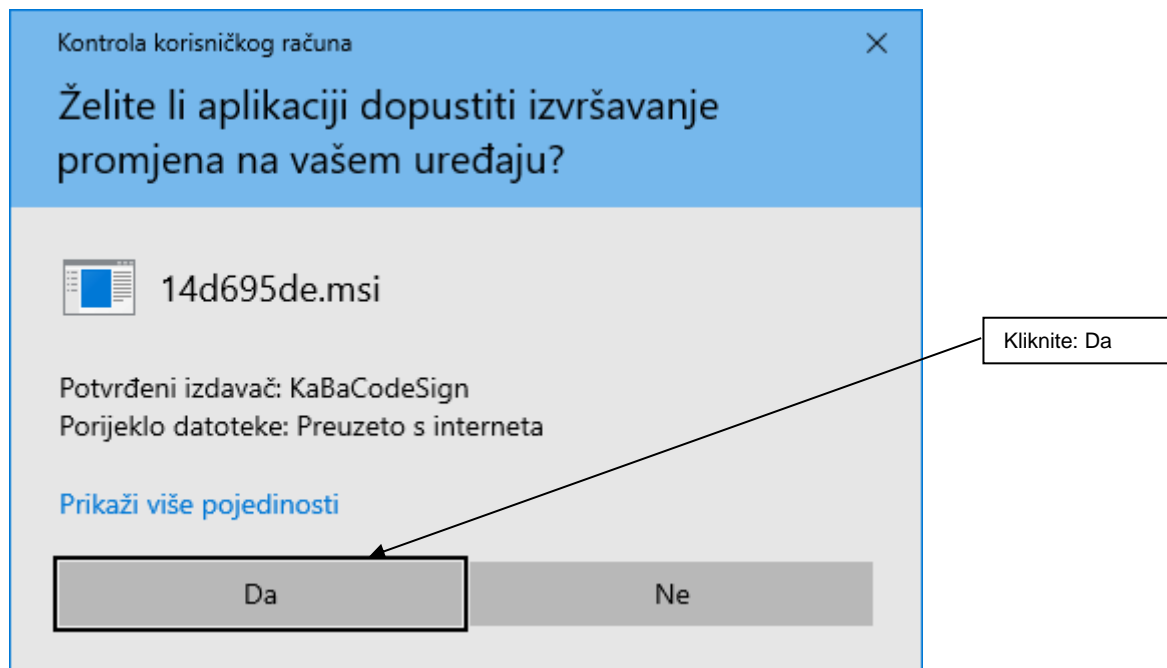 Kontrola korisničkog računa
Želite li aplikaciji dopustiti izvršavanje
promjena na vašem uređaju?
14d695de.msi
Kliknite: Da
Potvrđeni izdavač: KaBaCodeSign
Porijeklo datoteke: Preuzeto s interneta
Prikaži više pojedinosti
Da
Ne